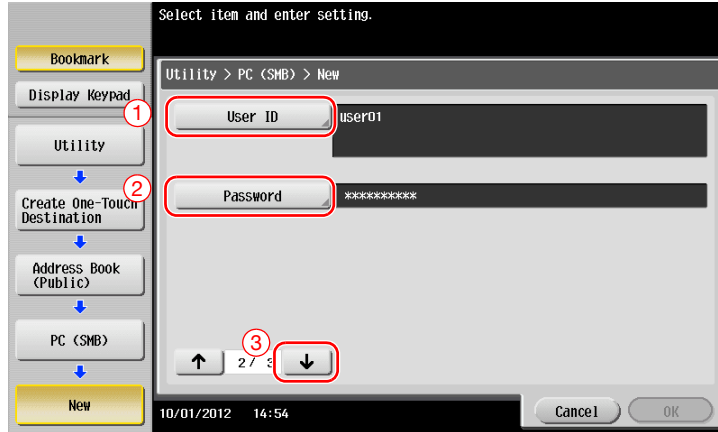 Select item and enter setting.
Bookmark
Display Keypad
Utility
Create One-Touch
Destination
Address Book
(Public)
PC (SMB)
New
Utility > PC (SMB) > New
1
User ID
user01
2
Password
**********
3
↑ 2/ 3 ↓
10/01/2012 14:54
Cancel
OK